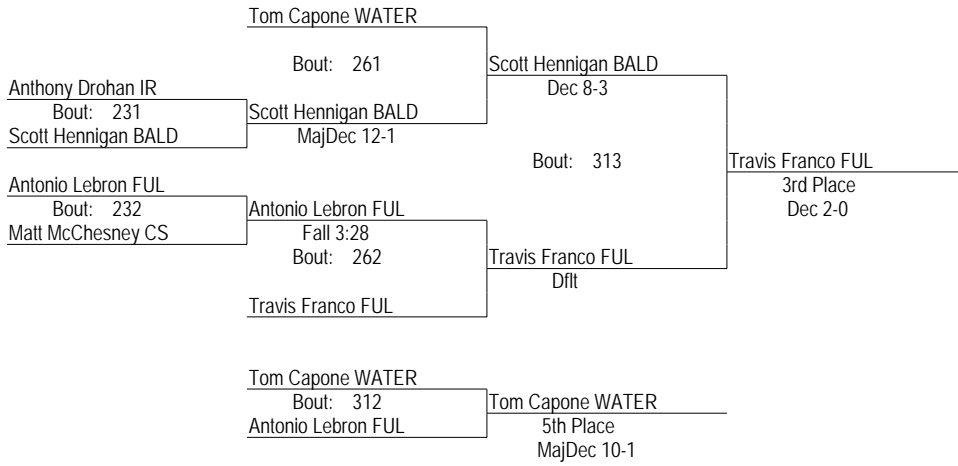 Tom Capone WATER
Bout: 261
Scott Hennigan BALD
Dec 8-3
Anthony Drohan IR
Bout: 231
Scott Hennigan BALD
Scott Hennigan BALD
MajDec 12-1
Bout: 313
Travis Franco FUL
3rd Place
Dec 2-0
Antonio Lebron FUL
Bout: 232
Matt McChesney CS
Antonio Lebron FUL
Fall 3:28
Bout: 262
Travis Franco FUL
Dflt
Travis Franco FUL
Tom Capone WATER
Bout: 312
Antonio Lebron FUL
Tom Capone WATER
5th Place
MajDec 10-1